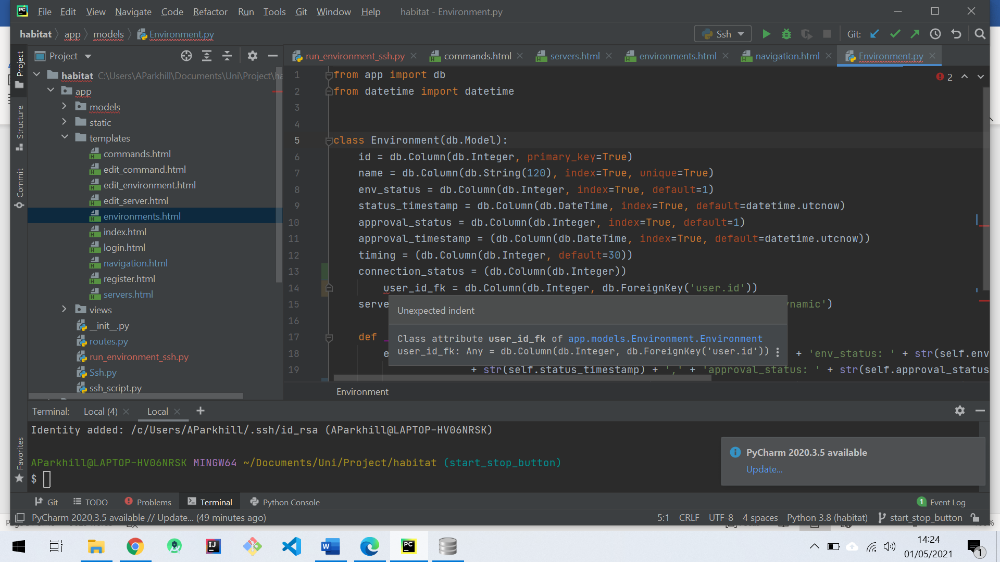 File Edit View Navigate Code Refactor Run Tools Git Window Help habitat - Environment.py
habitat app models Environment.py Ssh Git:
Project
run_environment_ssh.py commands.html servers.html environments.html navigation.html Environment.py
habitat C:\Users\AParkhill\Documents\Uni\Project\ha
app
models
static
templates
commands.html
edit_command.html
edit_environment.html
edit_server.html
environments.html
index.html
login.html
navigation.html
register.html
servers.html
views
__init__.py
routes.py
run_environment_ssh.py
Ssh.py
ssh_script.py
Project
Structure
Commit
Favorites
2
1 from app import db
2 from datetime import datetime
3
4
5 class Environment(db.Model):
6 id = db.Column(db.Integer, primary_key=True)
7 name = db.Column(db.String(120), index=True, unique=True)
8 env_status = db.Column(db.Integer, index=True, default=1)
9 status_timestamp = db.Column(db.DateTime, index=True, default=datetime.utcnow)
10 approval_status = db.Column(db.Integer, index=True, default=1)
11 approval_timestamp = (db.Column(db.DateTime, index=True, default=datetime.utcnow))
12 timing = (db.Column(db.Integer, default=30))
13 connection_status = (db.Column(db.Integer))
14 user_id_fk = db.Column(db.Integer, db.ForeignKey('user.id'))
15 serve ynamic')
16
17 def _
18 e + 'env_status: ' + str(self.env
19 + str(self.status_timestamp) + ',' + 'approval_status: ' + str(self.approval_status
Unexpected indent
Class attribute user_id_fk of app.models.Environment.Environment
user_id_fk: Any = db.Column(db.Integer, db.ForeignKey('user.id'))
Environment
Terminal: Local (4) Local
Identity added: /c/Users/AParkhill/.ssh/id_rsa (AParkhill@LAPTOP-HV06NRSK)
AParkhill@LAPTOP-HV06NRSK MINGW64 ~/Documents/Uni/Project/habitat (start_stop_button)
$
PyCharm 2020.3.5 available
Update...
Git TODO Problems Terminal Python Console 1 Event Log
PyCharm 2020.3.5 available // Update... (49 minutes ago) 5:1 CRLF UTF-8 4 spaces Python 3.8 (habitat) start_stop_button
14:24
01/05/2021
1